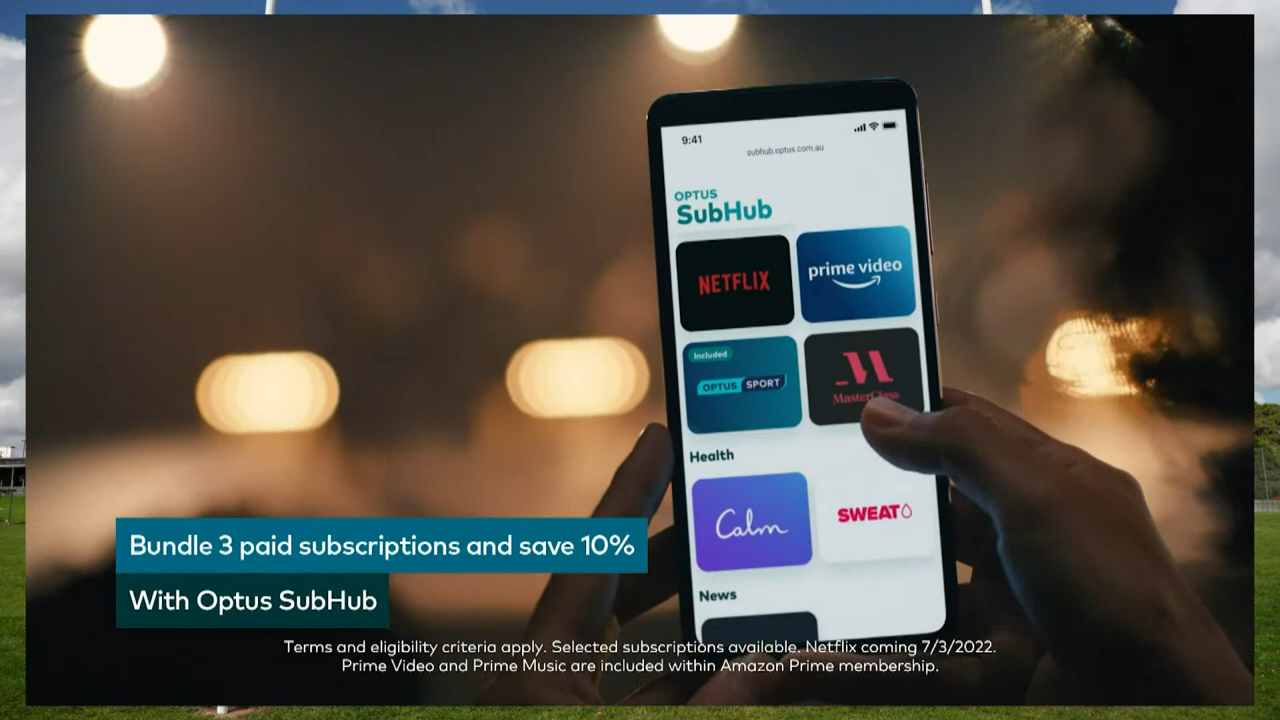 9:41
subhub.optus.com.au
OPTUS
SubHub
NETFLIX
prime video
Included
OPTUS SPORT
MasterClass
Health
Calm
SWEAT
News
Bundle 3 paid subscriptions and save 10%
With Optus SubHub
Terms and eligibility criteria apply. Selected subscriptions available. Netflix coming 7/3/2022.
Prime Video and Prime Music are included within Amazon Prime membership.